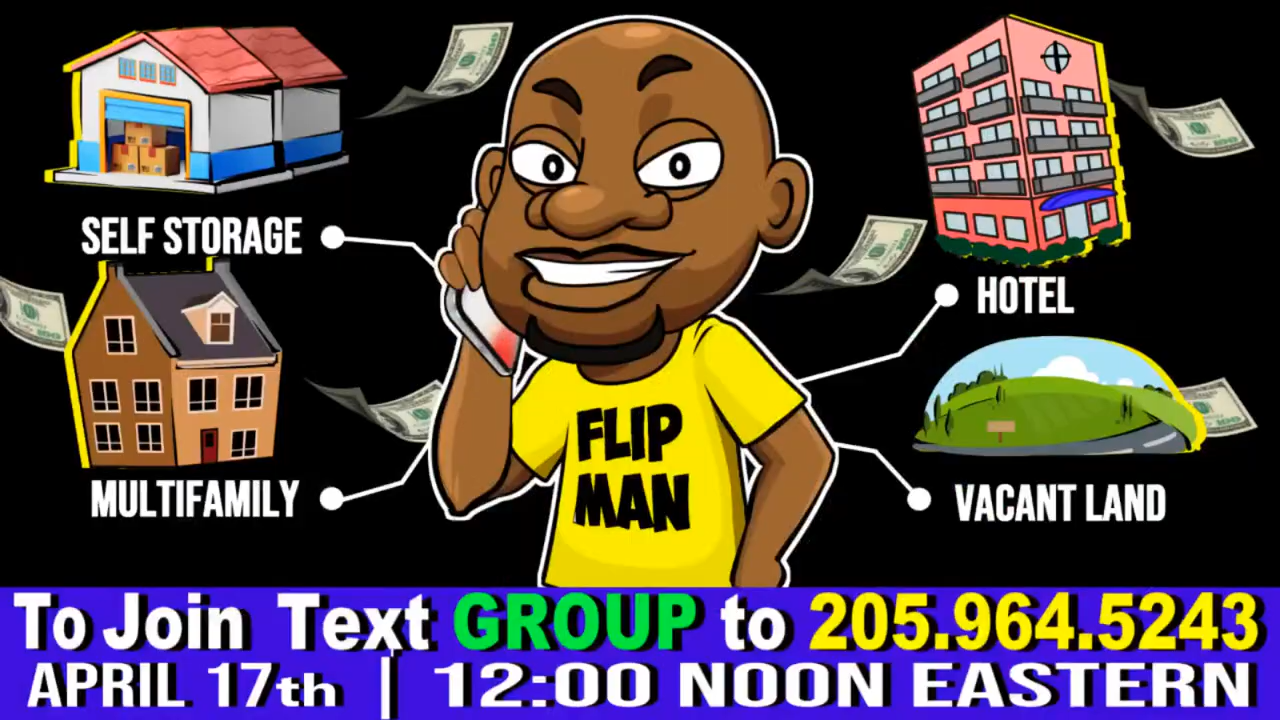 SELF STORAGE
HOTEL
FLIP
MAN
MULTIFAMILY
VACANT LAND
To Join Text GROUP to 205.964.5243
APRIL 17th | 12:00 NOON EASTERN